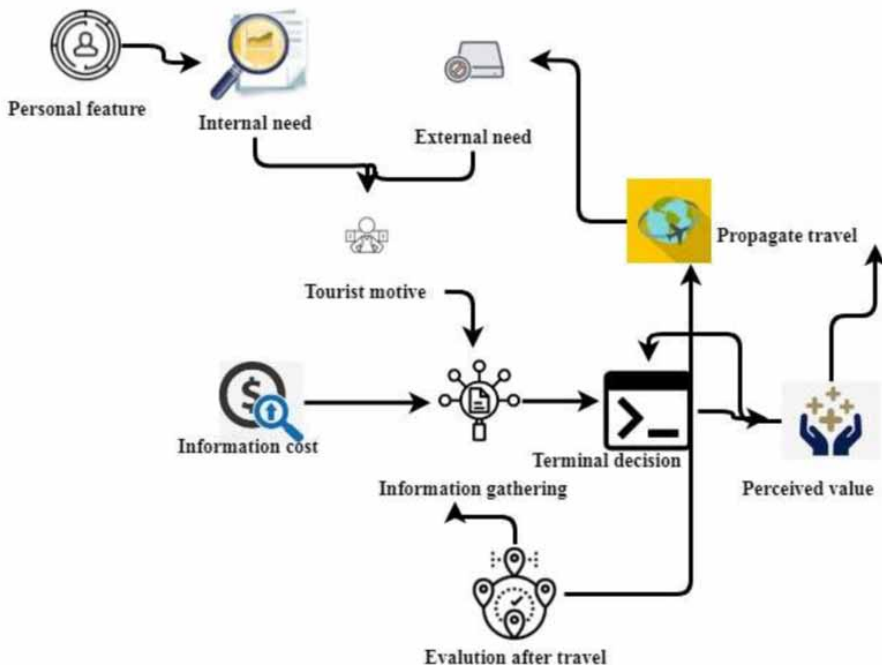 Personal feature
Internal need
External need
Propagate travel
Tourist motive
Information cost
Terminal decision
Information gathering
Perceived value
Evalution after travel